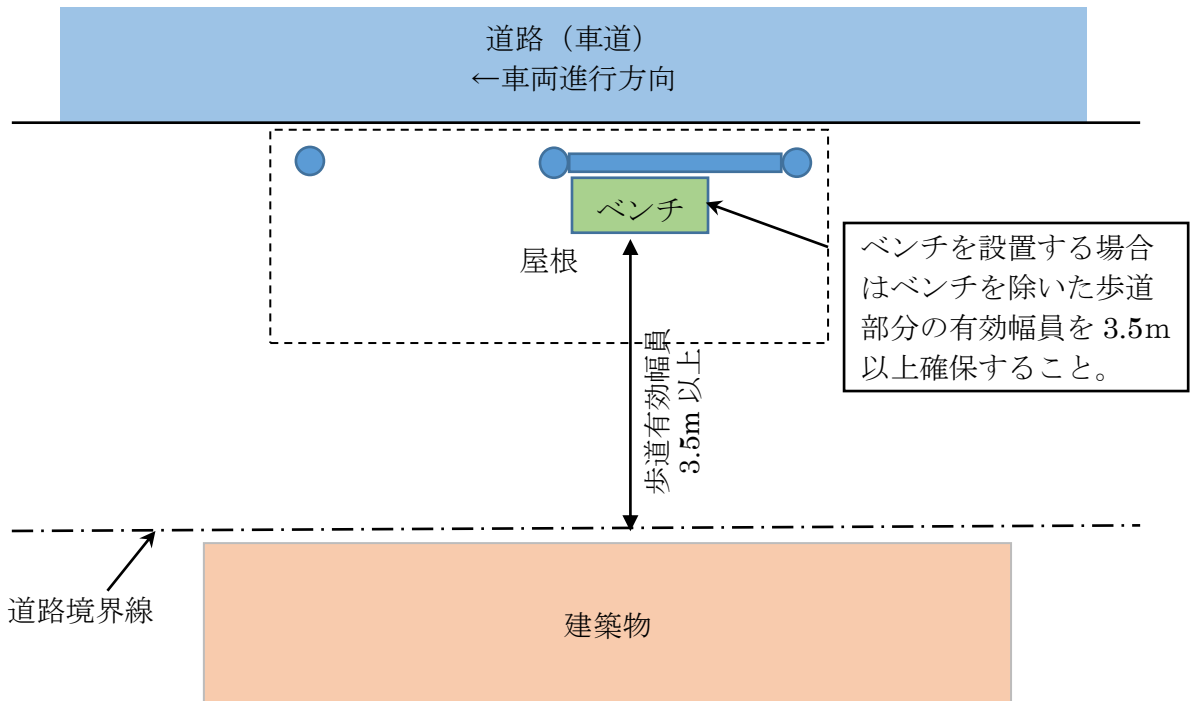 道路（車道）
←車両進行方向
ベンチ
屋根
ベンチを設置する場合
はベンチを除いた歩道
部分の有効幅員を 3.5m
以上確保すること。
歩道有効幅員
3.5m 以上
道路境界線
建築物